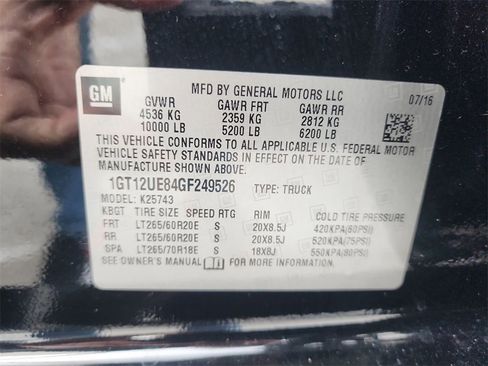 GM
MFD BY GENERAL MOTORS LLC
07/16
GVWR GAWR FRT GAWR RR
4536 KG 2359 KG 2812 KG
10000 LB 5200 LB 6200 LB
THIS VEHICLE CONFORMS TO ALL APPLICABLE U.S. FEDERAL MOTOR
VEHICLE SAFETY STANDARDS IN EFFECT ON THE DATE OF
MANUFACTURE SHOWN ABOVE.
1GT12UE84GF249526 TYPE: TRUCK
MODEL: K25743
KBGT TIRE SIZE SPEED RTG RIM COLD TIRE PRESSURE
FRT LT265/60R20E S 20X8.5J 420KPA(60PSI)
RR LT265/60R20E S 20X8.5J 520KPA(75PSI)
SPA LT265/70R18E S 18X8J 550KPA(80PSI)
SEE OWNER'S MANUAL FOR MORE INFORMATION.